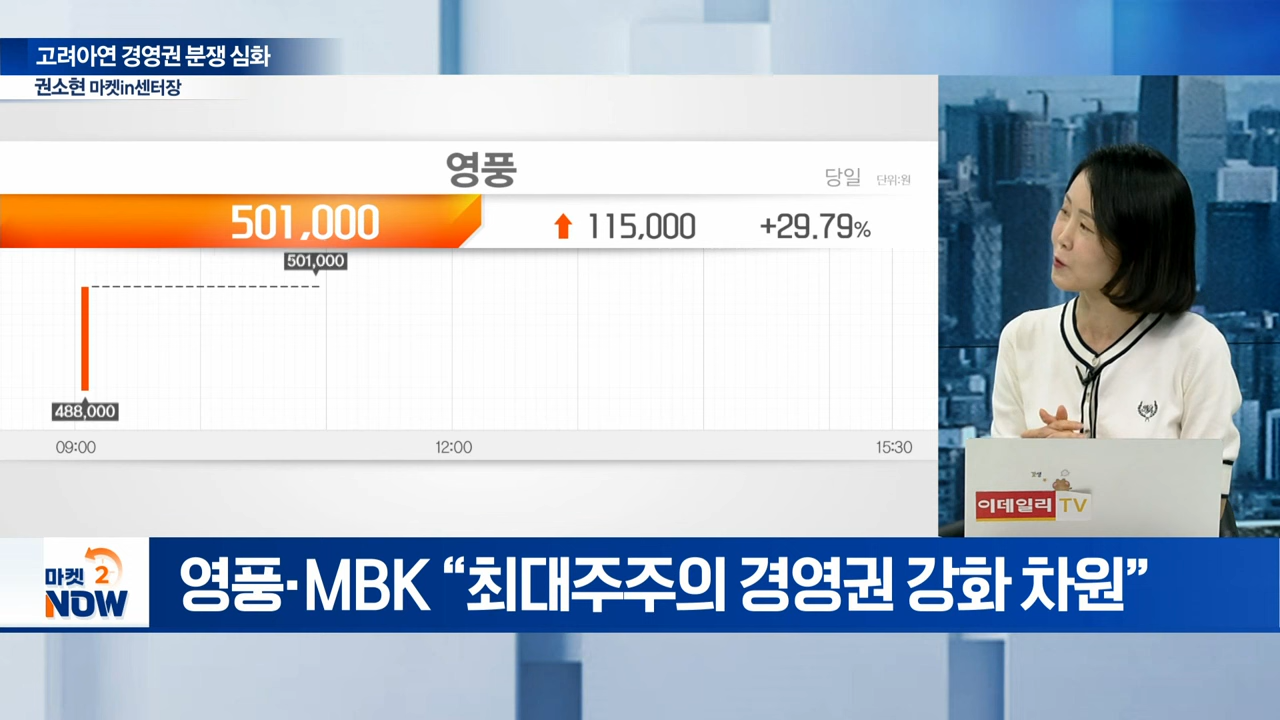 고려아연 경영권 분쟁 심화
권소현 마켓in센터장
영풍
당일 단위:원
501,000 115,000 +29.79%
501,000
488,000
09:00 12:00 15:30
이데일리TV
마켓 2
NOW
영풍·MBK “최대주주의 경영권 강화 차원”